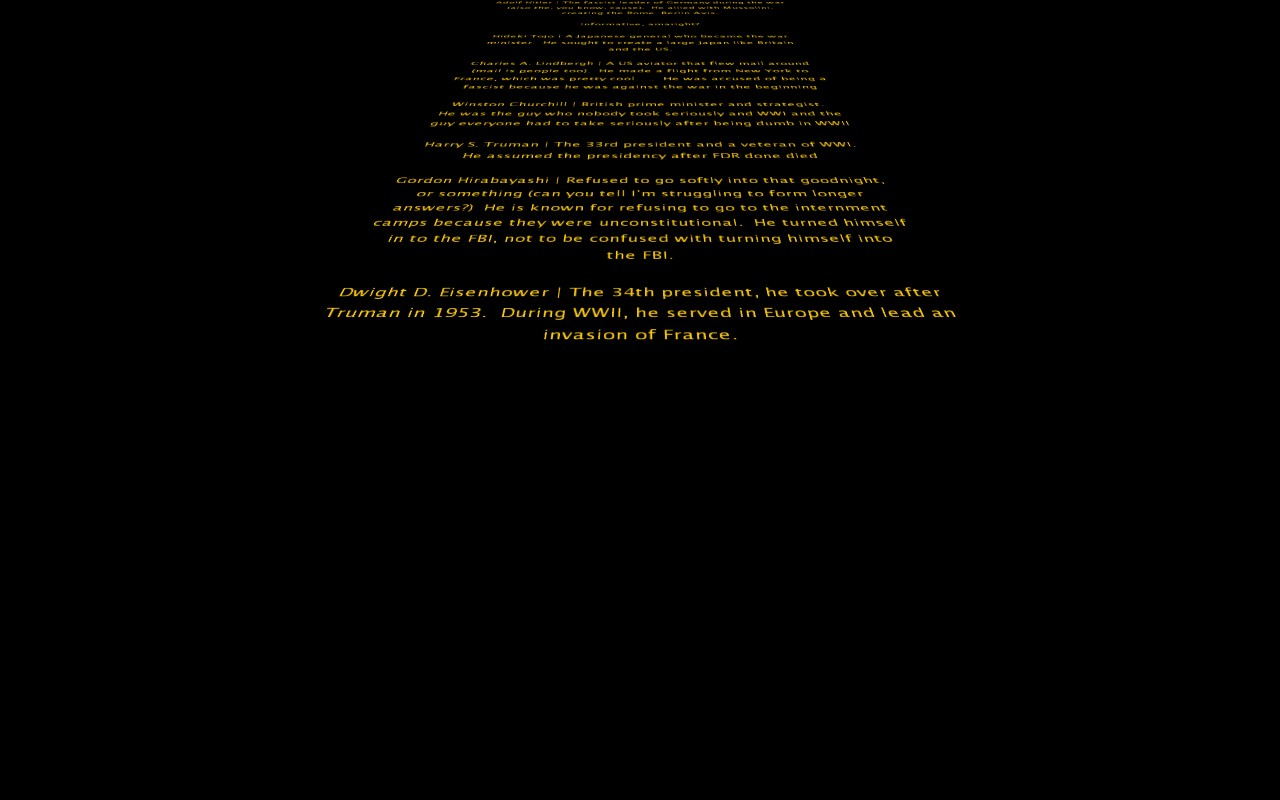 Adolf Hitler | The fascist leader of Germany during the war
(also the, you know, cause).  He allied with Mussolini,
creating the Rome-Berlin Axis.
informative, amaright?
Hideki Tojo | A Japanese general who became the war
minister.  He sought to create a large Japan like Britain
and the US.
Charles A. Lindbergh | A US aviator that flew mail around
(mail is people too).  He made a flight from New York to
France, which was pretty cool      He was accused of being a
fascist because he was against the war in the beginning
Winston Churchill | British prime minister and strategist.
He was the guy who nobody took seriously and WWI and the
guy everyone had to take seriously after being dumb in WWII
Harry S. Truman | The 33rd president and a veteran of WWI.
He assumed the presidency after FDR done died
Gordon Hirabayashi | Refused to go softly into that goodnight,
or something (can you tell I'm struggling to form longer
answers?)  He is known for refusing to go to the internment
camps because they were unconstitutional.  He turned himself
in to the FBI, not to be confused with turning himself into
the FBI.
Dwight D. Eisenhower | The 34th president, he took over after
Truman in 1953.  During WWII, he served in Europe and lead an
invasion of France.